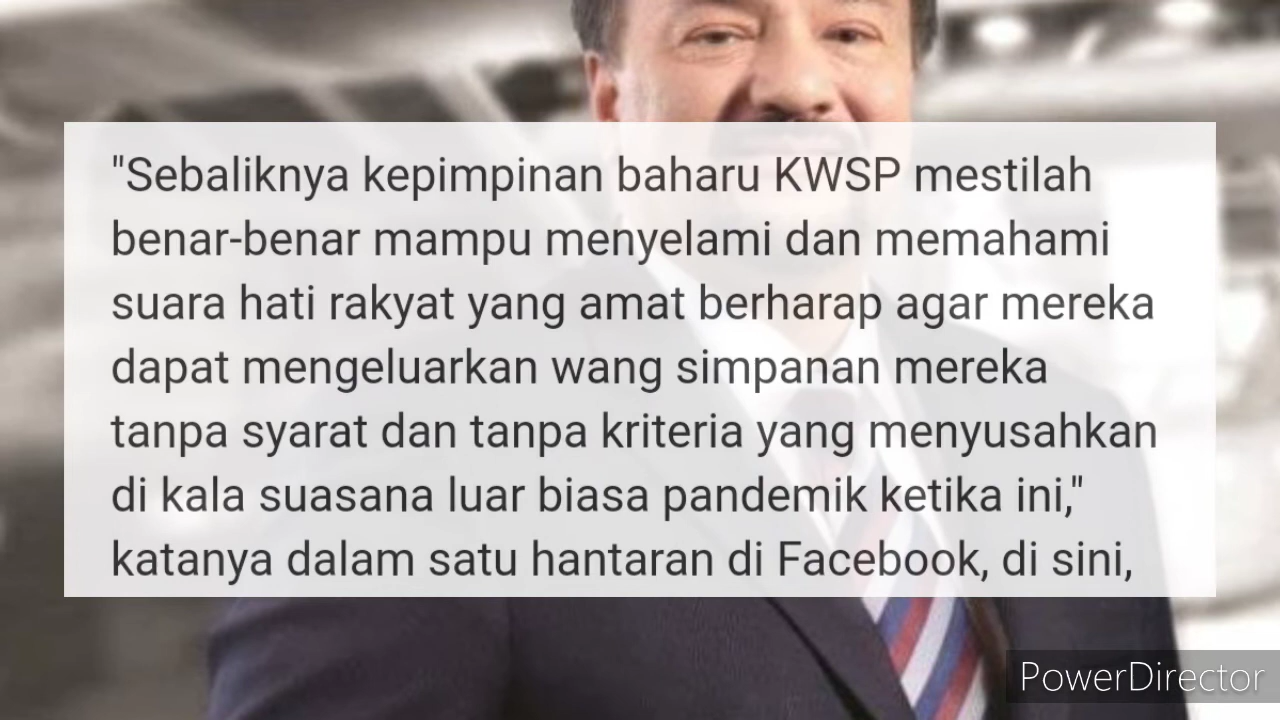 "Sebaliknya kepimpinan baharu KWSP mestilah
benar-benar mampu menyelami dan memahami
suara hati rakyat yang amat berharap agar mereka
dapat mengeluarkan wang simpanan mereka
tanpa syarat dan tanpa kriteria yang menyusahkan
di kala suasana luar biasa pandemik ketika ini,"
katanya dalam satu hantaran di Facebook, di sini,
PowerDirector